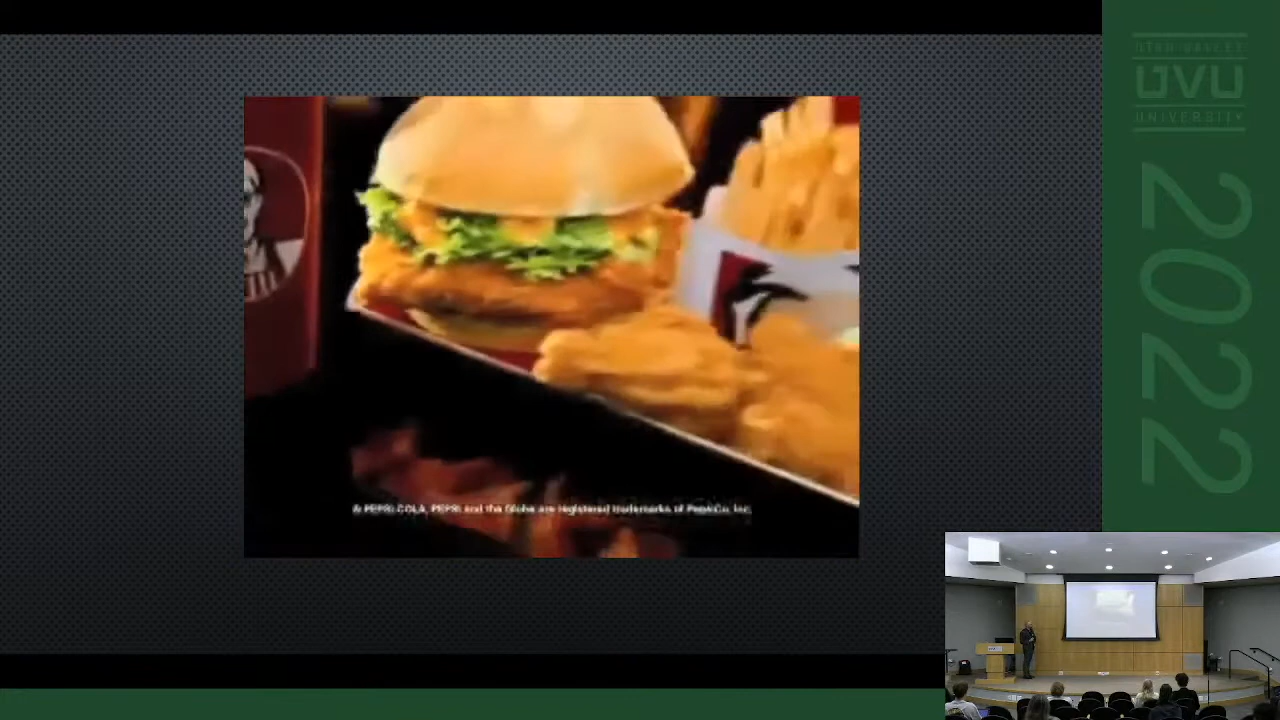 UTAH VALLEY
UVU
UNIVERSITY
2022
® PEPSI-COLA, PEPSI and the Globe are registered trademarks of PepsiCo, Inc.